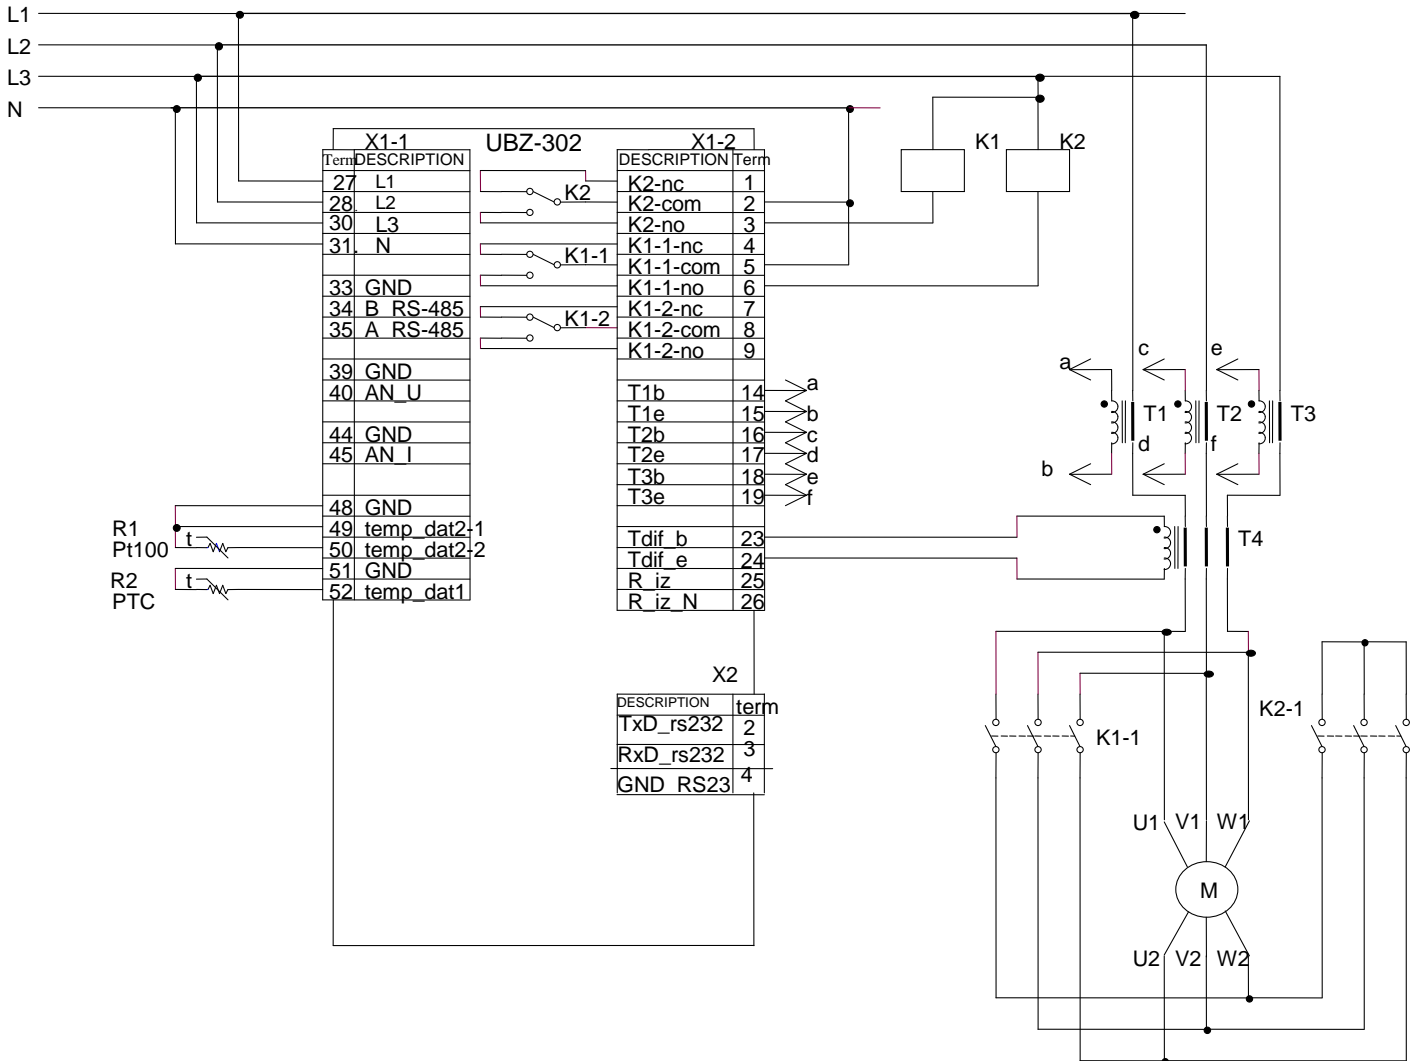 L1
L2
L3
N
X1-1 UBZ-302 X1-2 K1 K2
Term DESCRIPTION
27 L1
28. L2
30 L3
31. N
33 GND
34 B RS-485
35 A RS-485
39 GND
40 AN_U
44 GND
45 AN_I
48 GND
49 temp_dat2-1
50 temp_dat2-2
51 GND
52 temp_dat1
R1
Pt100
t
R2
PTC
t
K2
K1-1
K1-2
DESCRIPTION Term
K2-nc 1
K2-com 2
K2-no 3
K1-1-nc 4
K1-1-com 5
K1-1-no 6
K1-2-nc 7
K1-2-com 8
K1-2-no 9
T1b 14 a
T1e 15 b
T2b 16 c
T2e 17 d
T3b 18 e
T3e 19 f
Tdif_b 23
Tdif_e 24
R_iz 25
R_iz_N 26
X2
DESCRIPTION term
TxD_rs232 2
RxD_rs232 3
GND RS23 4
a c e
T1 T2 T3
b d f
T4
K1-1
K2-1
U1 V1 W1
M
U2 V2 W2